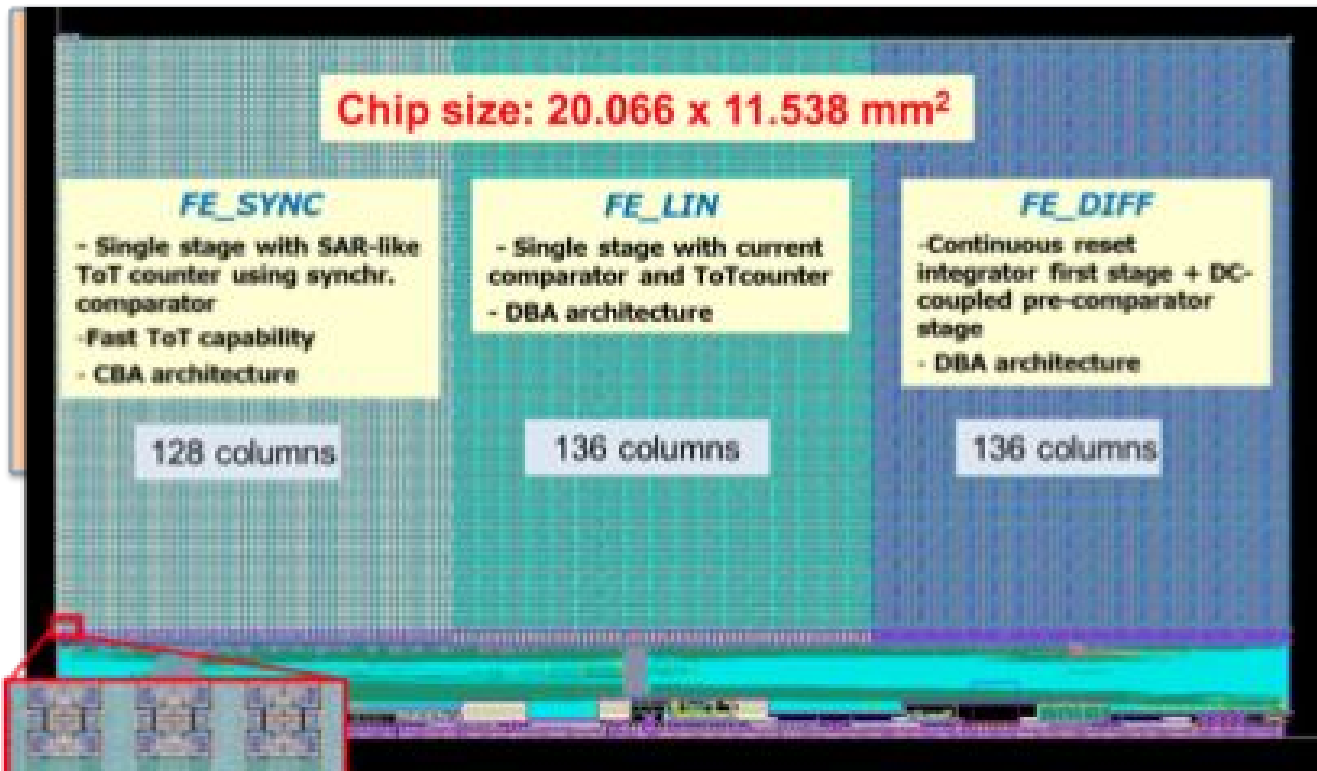 Chip size: 20.066 x 11.538 mm²
FE_SYNC
- Single stage with SAR-like
ToT counter using synchr.
comparator
-Fast ToT capability
- CBA architecture
128 columns
FE_LIN
- Single stage with current
comparator and ToTcounter
- DBA architecture
136 columns
FE_DIFF
-Continuous reset
integrator first stage + DC-
coupled pre-comparator
stage
- DBA architecture
136 columns